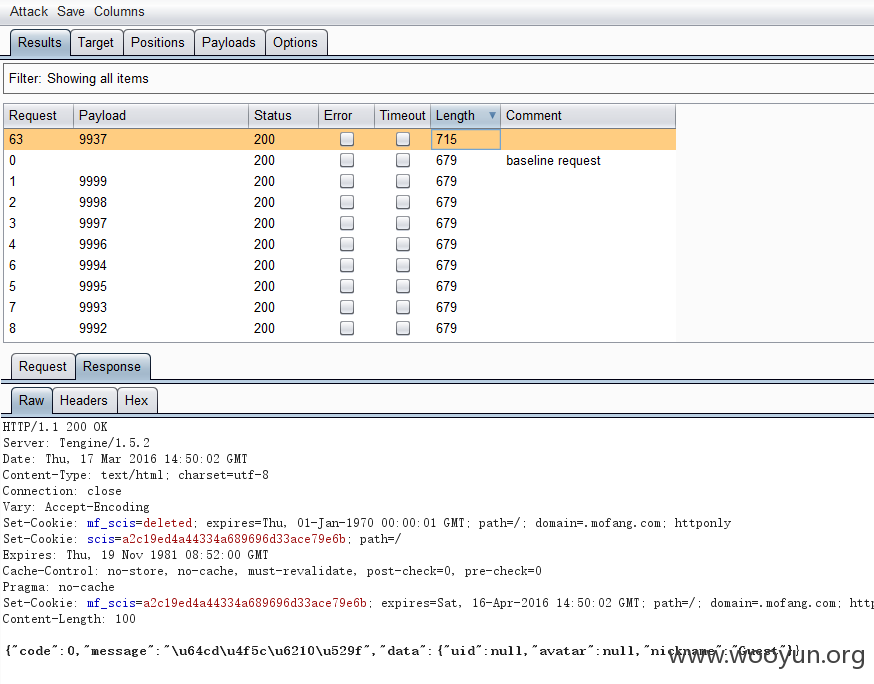 Attack Save Columns
Results Target Positions Payloads Options
Filter: Showing all items
Request Payload Status Error Timeout Length Comment
63 9937 200 715
0 200 679 baseline request
1 9999 200 679
2 9998 200 679
3 9997 200 679
4 9996 200 679
6 9994 200 679
5 9995 200 679
7 9993 200 679
8 9992 200 679
Request Response
Raw Headers Hex
HTTP/1.1 200 OK
Server: Tengine/1.5.2
Date: Thu, 17 Mar 2016 14:50:02 GMT
Content-Type: text/html; charset=utf-8
Connection: close
Vary: Accept-Encoding
Set-Cookie: mf_scis=deleted; expires=Thu, 01-Jan-1970 00:00:01 GMT; path=/; domain=.mofang.com; httponly
Set-Cookie: scis=a2c19ed4a44334a689696d33ace79e6b; path=/
Expires: Thu, 19 Nov 1981 08:52:00 GMT
Cache-Control: no-store, no-cache, must-revalidate, post-check=0, pre-check=0
Pragma: no-cache
Set-Cookie: mf_scis=a2c19ed4a44334a689696d33ace79e6b; expires=Sat, 16-Apr-2016 14:50:02 GMT; path=/; domain=.mofang.com; htt
Content-Length: 100
{"code":0,"message":"\u64cd\u4f5c\u6210\u529f","data":{"uid":null,"avatar":null,"nickname":"Guest"}}
www.wooyun.org